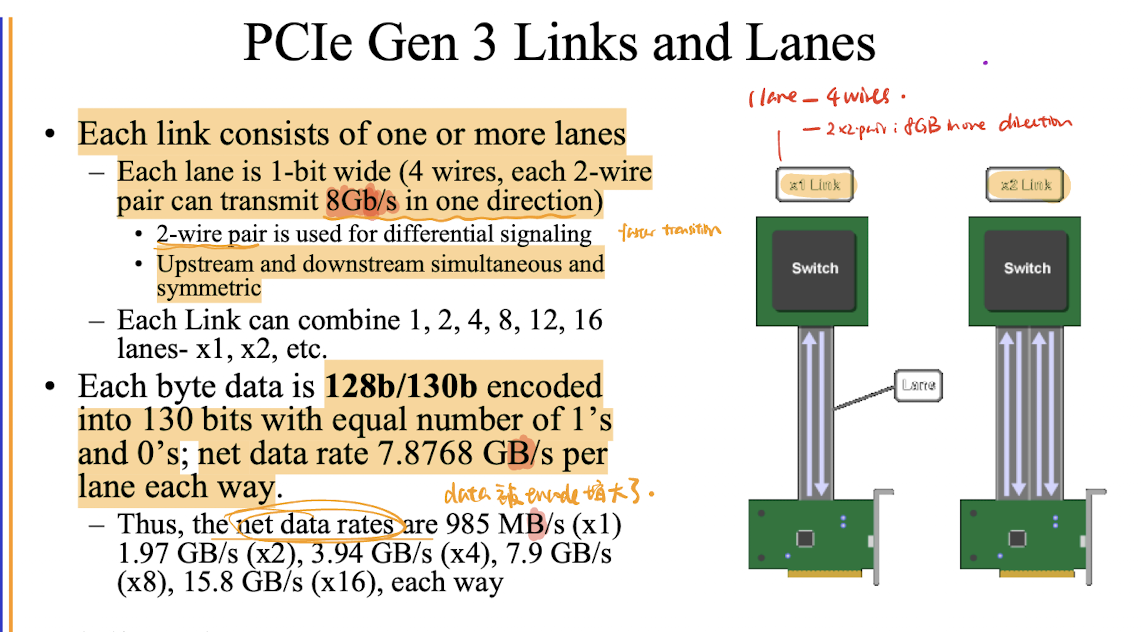 PCIe Gen 3 Links and Lanes
1 lane – 4 wires.
– 2x2-pair : 8GB in one direction
• Each link consists of one or more lanes
– Each lane is 1-bit wide (4 wires, each 2-wire
pair can transmit 8Gb/s in one direction)
• 2-wire pair is used for differential signaling
transition
• Upstream and downstream simultaneous and
symmetric
– Each Link can combine 1, 2, 4, 8, 12, 16
lanes- x1, x2, etc.
• Each byte data is 128b/130b encoded
into 130 bits with equal number of 1’s
and 0’s; net data rate 7.8768 GB/s per
lane each way.
data 被 encode 增大了.
– Thus, the net data rates are 985 MB/s (x1)
1.97 GB/s (x2), 3.94 GB/s (x4), 7.9 GB/s
(x8), 15.8 GB/s (x16), each way
x1 Link
x2 Link
Switch
Switch
Lane